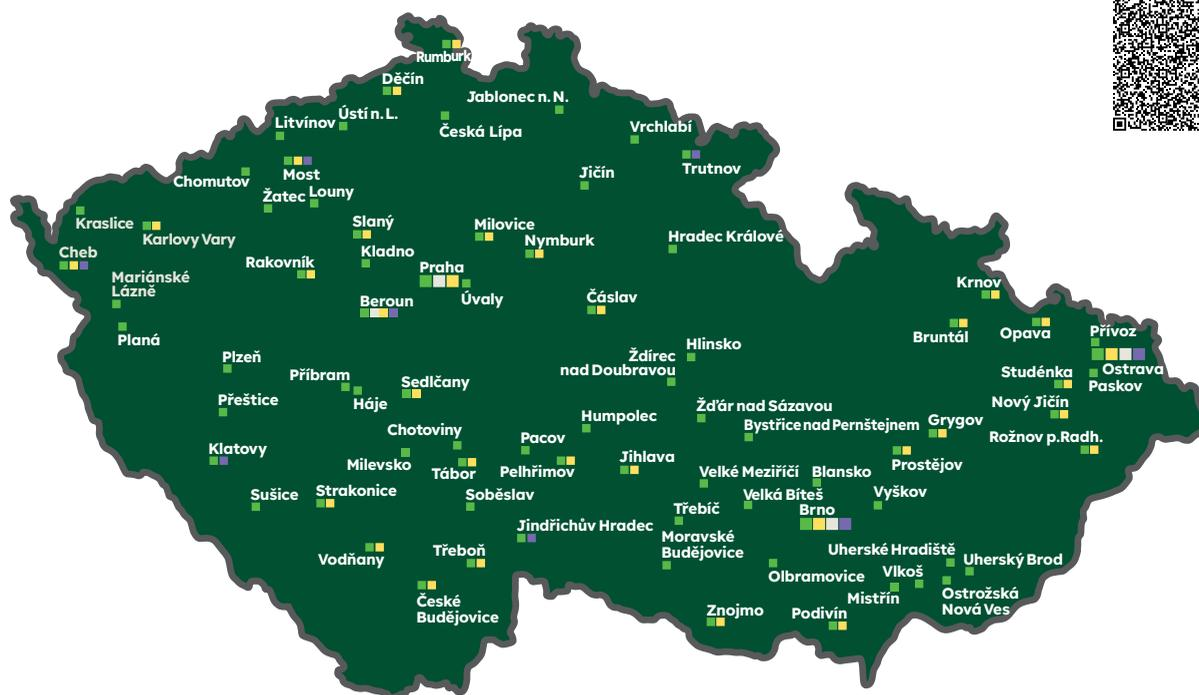 Rumburk
Děčín
Jablonec n. N.
Ústí n. L.
Litvínov
Česká Lípa
Vrchlabí
Trutnov
Most
Chomutov
Jičín
Žatec
Louny
Kraslice
Karlovy Vary
Slaný
Milovice
Nymburk
Hradec Králové
Cheb
Kladno
Rakovník
Praha
Mariánské
Lázně
Úvaly
Beroun
Čáslav
Krnov
Planá
Bruntál
Opava
Přívoz
Hlinsko
Ždírec
nad Doubravou
Plzeň
Ostrava
Studénka
Paskov
Příbram
Háje
Sedlčany
Přeštice
Nový Jičín
Žďár nad Sázavou
Humpolec
Bystřice nad Pernštejnem
Grygov
Rožnov p.Radh.
Chotoviny
Pacov
Klatovy
Milevsko
Tábor
Pelhřimov
Jihlava
Prostějov
Velké Meziříčí
Blansko
Sušice
Strakonice
Soběslav
Velká Bíteš
Vyškov
Třebíč
Brno
Jindřichův Hradec
Moravské
Budějovice
Vodňany
Třeboň
Uherské Hradiště
Uherský Brod
Olbramovice
Vlkoš
Mistřín
Ostrožská
Nová Ves
České
Budějovice
Znojmo
Podivín